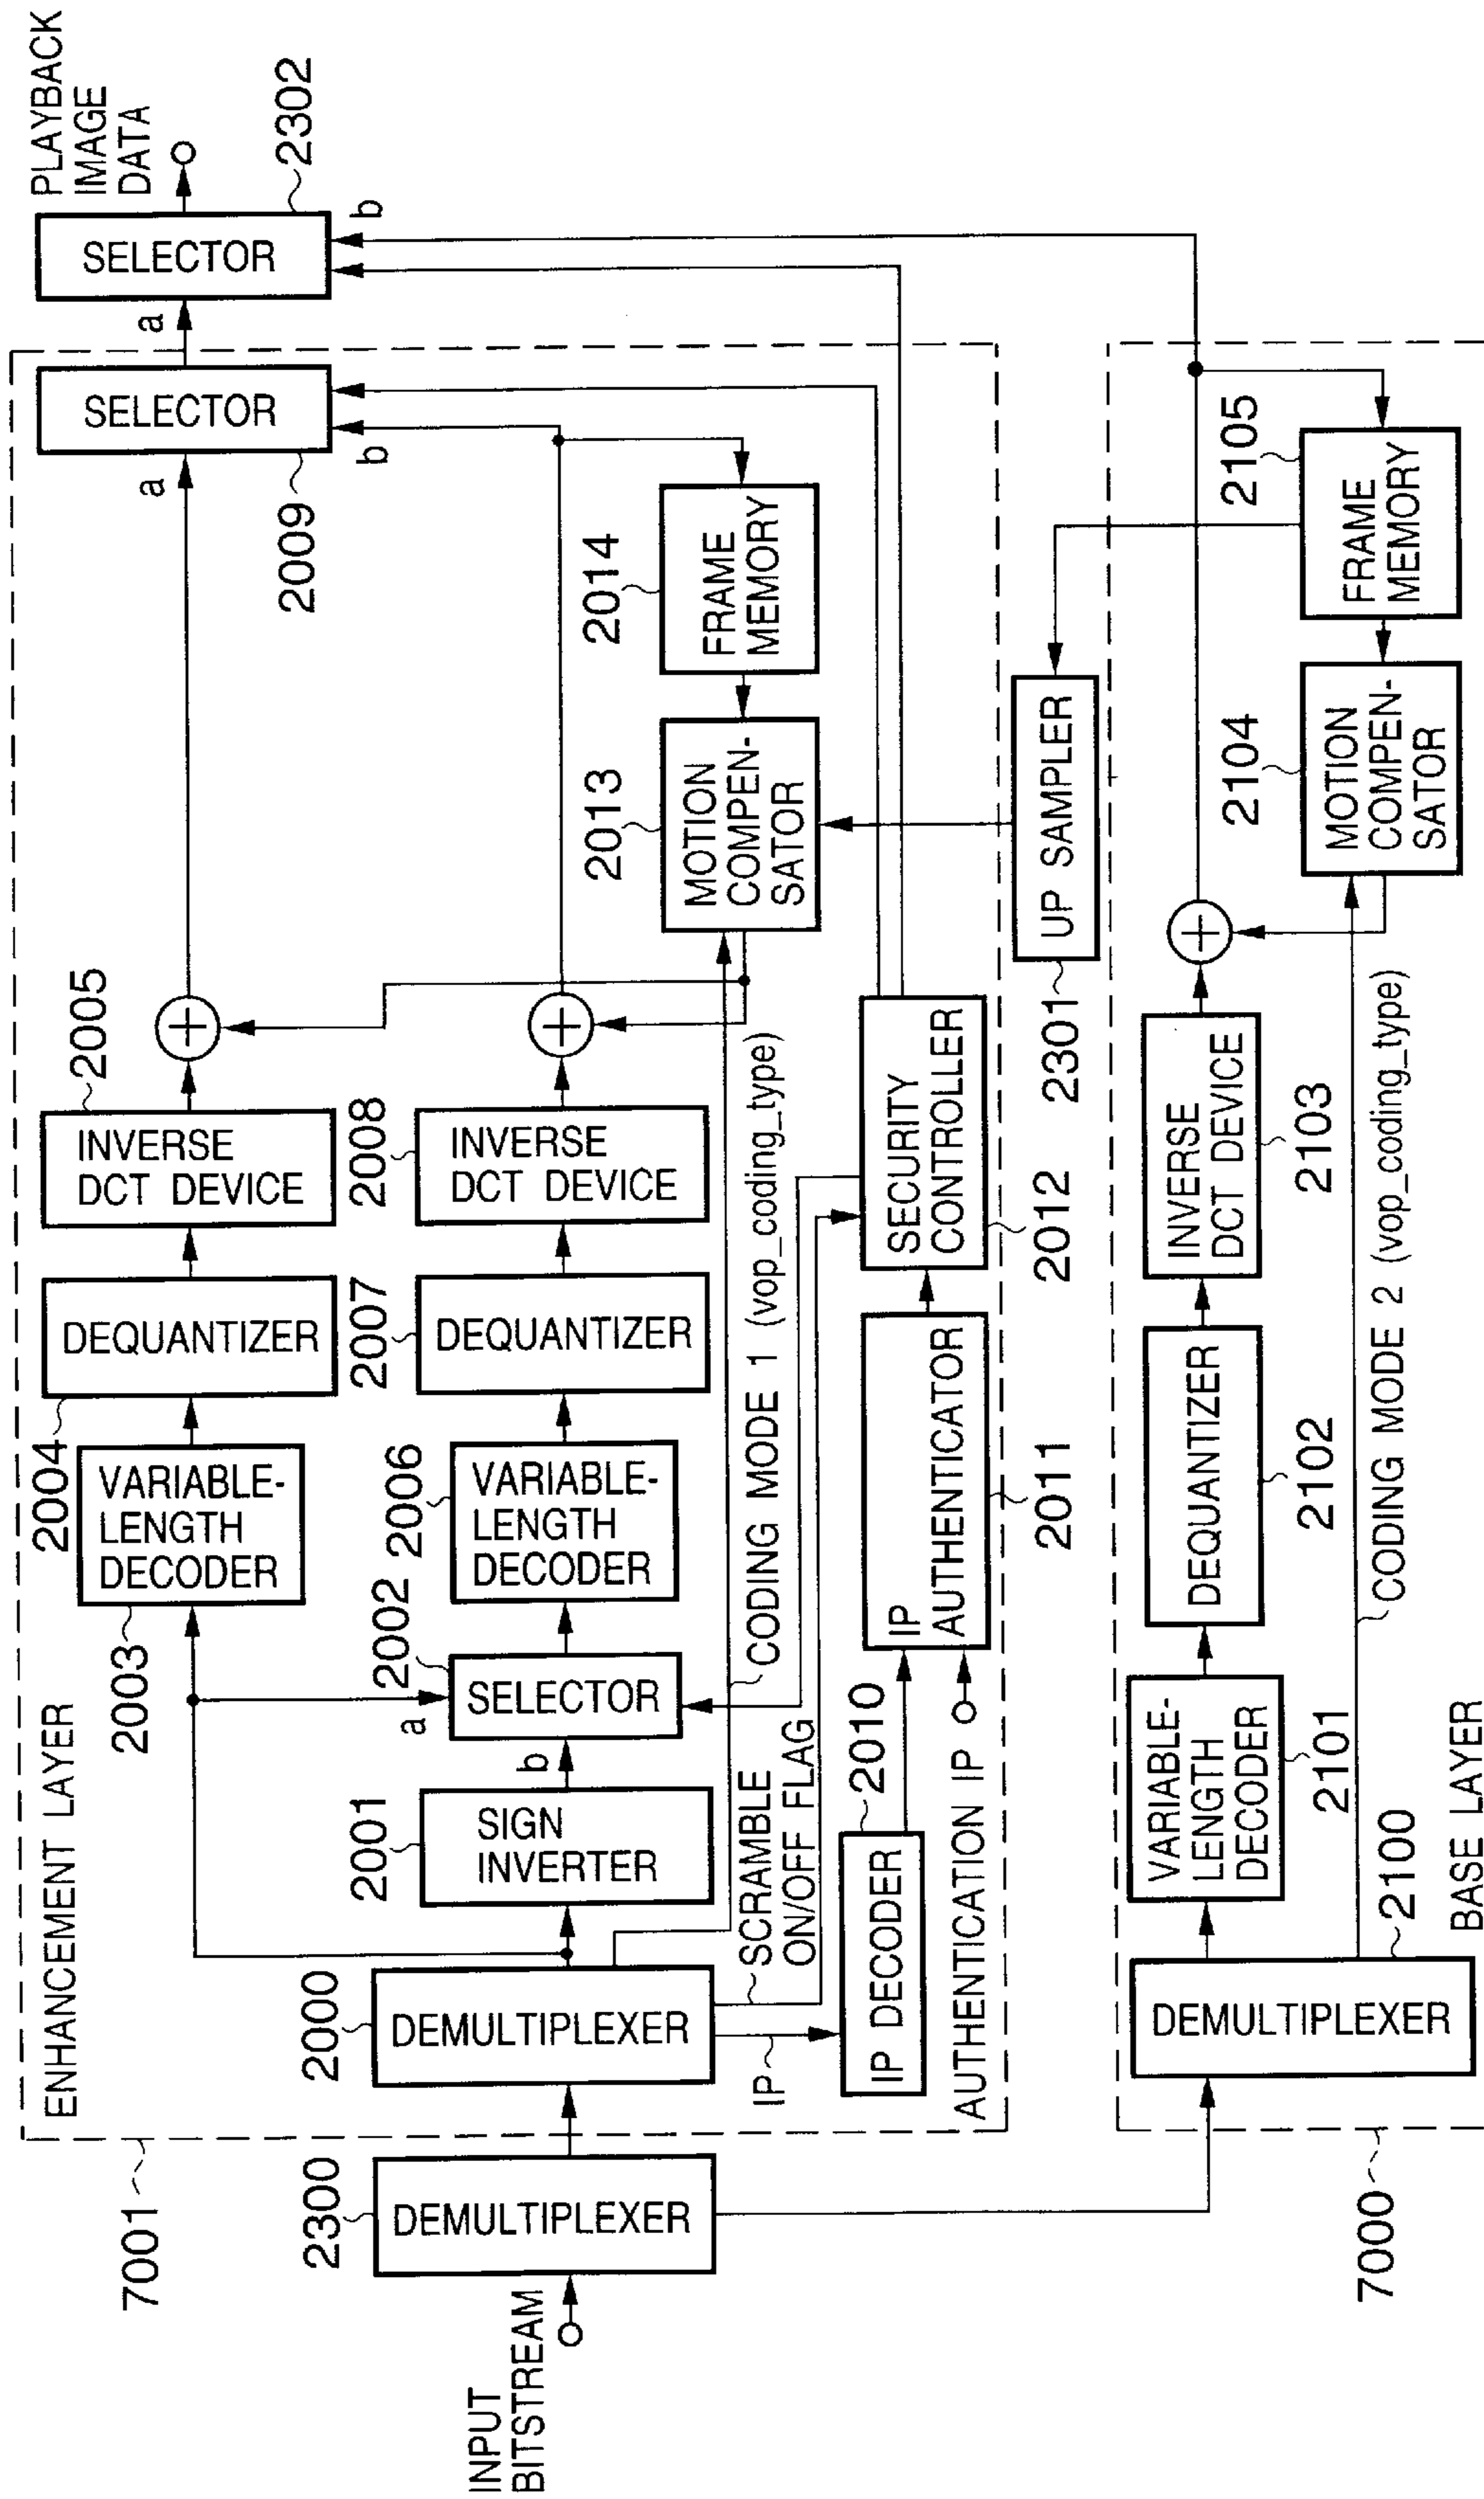 INPUT
BITSTREAM
2300
DEMULTIPLEXER
7001
ENHANCEMENT LAYER
2000
DEMULTIPLEXER
2001
SIGN
INVERTER
b
a
2002
SELECTOR
2003
VARIABLE-
LENGTH
DECODER
2004
DEQUANTIZER
2005
INVERSE
DCT DEVICE
2006
VARIABLE-
LENGTH
DECODER
2007
DEQUANTIZER
2008
INVERSE
DCT DEVICE
a
b
SELECTOR
2009
a
b
SELECTOR
2302
PLAYBACK
IMAGE
DATA
2013
MOTION
COMPEN-
SATOR
2014
FRAME
MEMORY
CODING MODE 1 (vop_coding_type)
SCRAMBLE
ON/OFF FLAG
IP
IP DECODER
2010
AUTHENTICATION IP
IP
AUTHENTICATOR
2011
SECURITY
CONTROLLER
2012
UP SAMPLER
2301
7000
BASE LAYER
DEMULTIPLEXER
2100
VARIABLE-
LENGTH
DECODER
2101
DEQUANTIZER
2102
INVERSE
DCT DEVICE
2103
CODING MODE 2 (vop_coding_type)
2104
MOTION
COMPEN-
SATOR
2105
FRAME
MEMORY